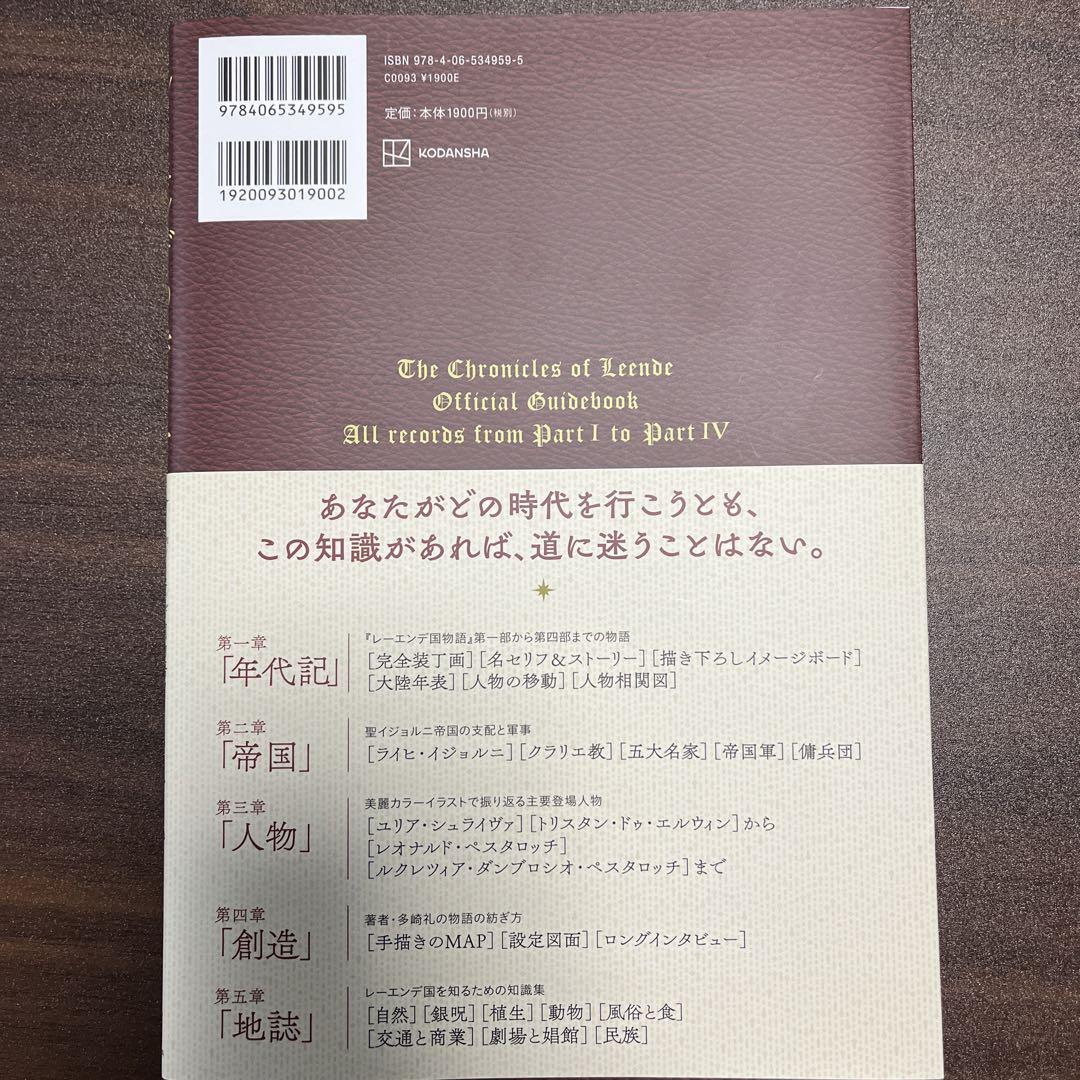 9784065349595
1920093019002
ISBN 978-4-06-534959-5
C0093 ¥1900E
定価：本体1900円(税別)
KODANSHA
The Chronicles of Leende
Official Guidebook
All records from Part I to Part IV
あなたがどの時代を行こうとも、
この知識があれば、道に迷うことはない。
第一章
「年代記」
『レーエンデ国物語』第一部から第四部までの物語
［完全装丁画］［名セリフ＆ストーリー］［描き下ろしイメージボード］
［大陸年表］［人物の移動］［人物相関図］
第二章
「帝国」
聖イジョルニ帝国の支配と軍事
［ライヒ・イジョルニ］［クラリエ教］［五大名家］［帝国軍］［傭兵団］
第三章
「人物」
美麗カラーイラストで振り返る主要登場人物
［ユリア・シュライヴァ］［トリスタン・ドゥ・エルウィン］から
［レオナルド・ペスタロッチ］
［ルクレツィア・ダンブロシオ・ペスタロッチ］まで
第四章
「創造」
著者・多崎礼の物語の紡ぎ方
［手描きのMAP］［設定図面］［ロングインタビュー］
第五章
「地誌」
レーエンデ国を知るための知識集
［自然］［銀呪］［植生］［動物］［風俗と食］
［交通と商業］［劇場と娼館］［民族］